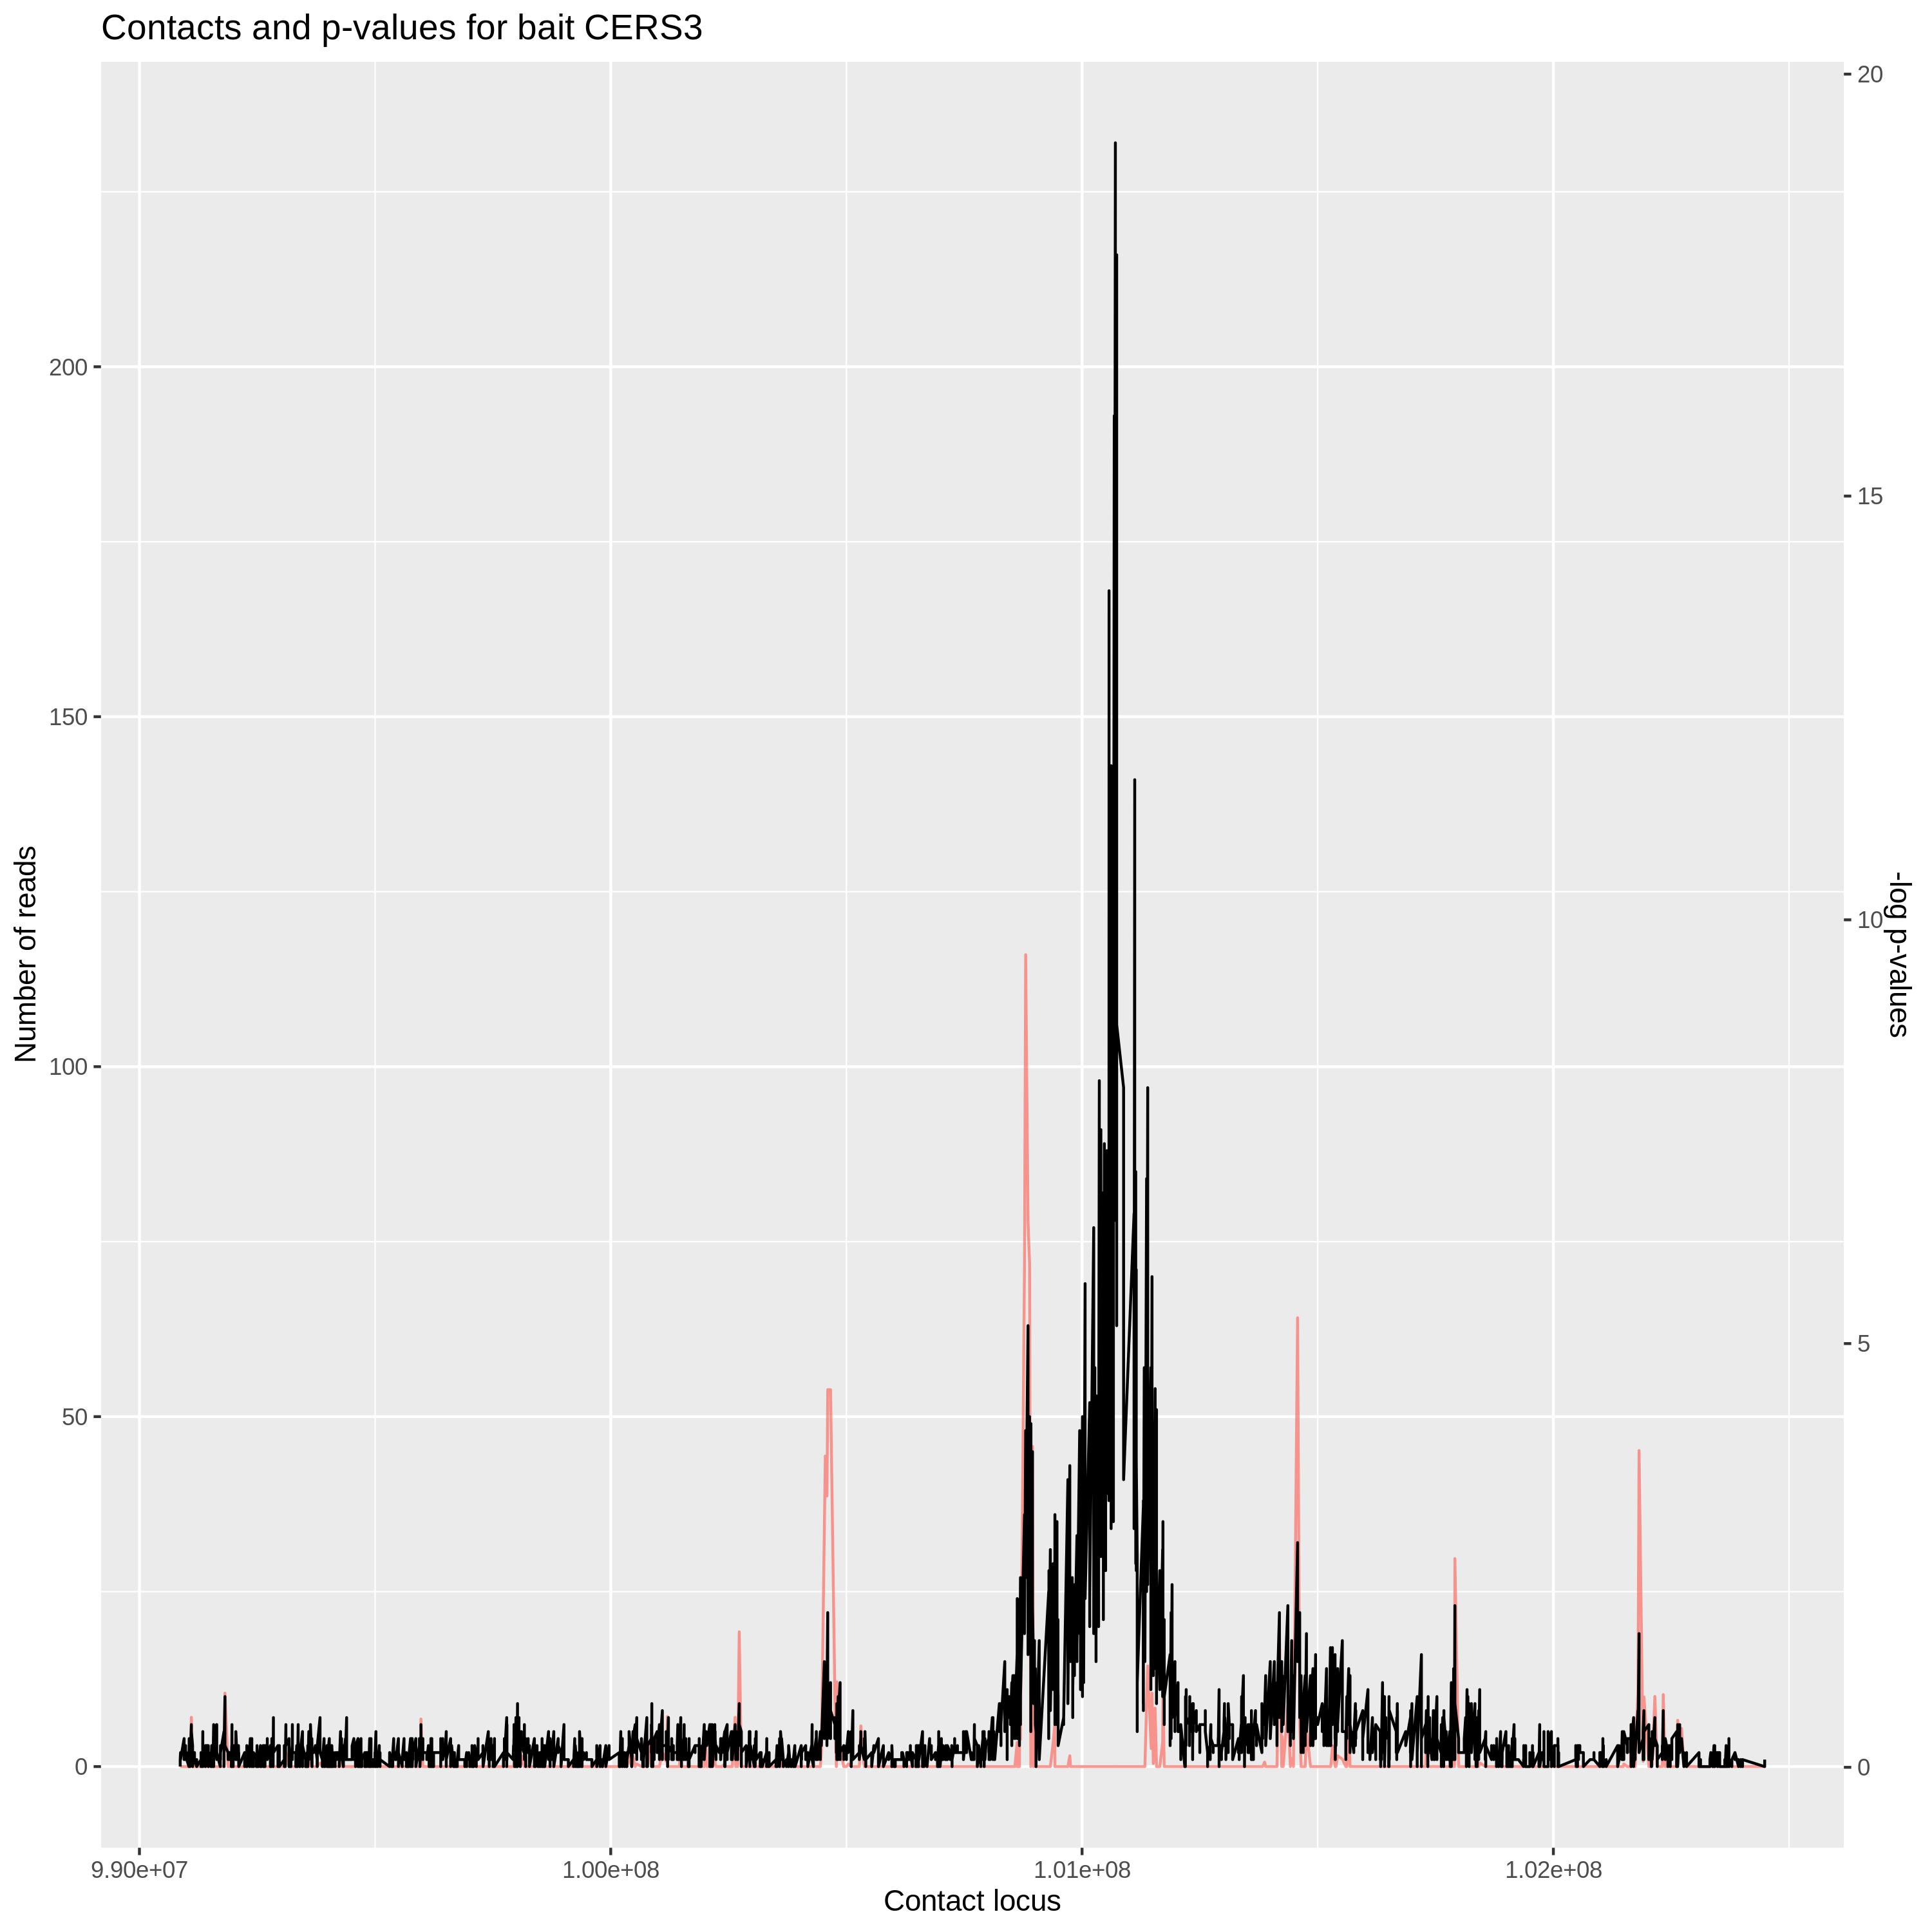 Contacts and p-values for bait CERS3
Number of reads
200
150
100
50
0
20
15
10
5
0
-log p-values
9.90e+07
1.00e+08
1.01e+08
1.02e+08
Contact locus